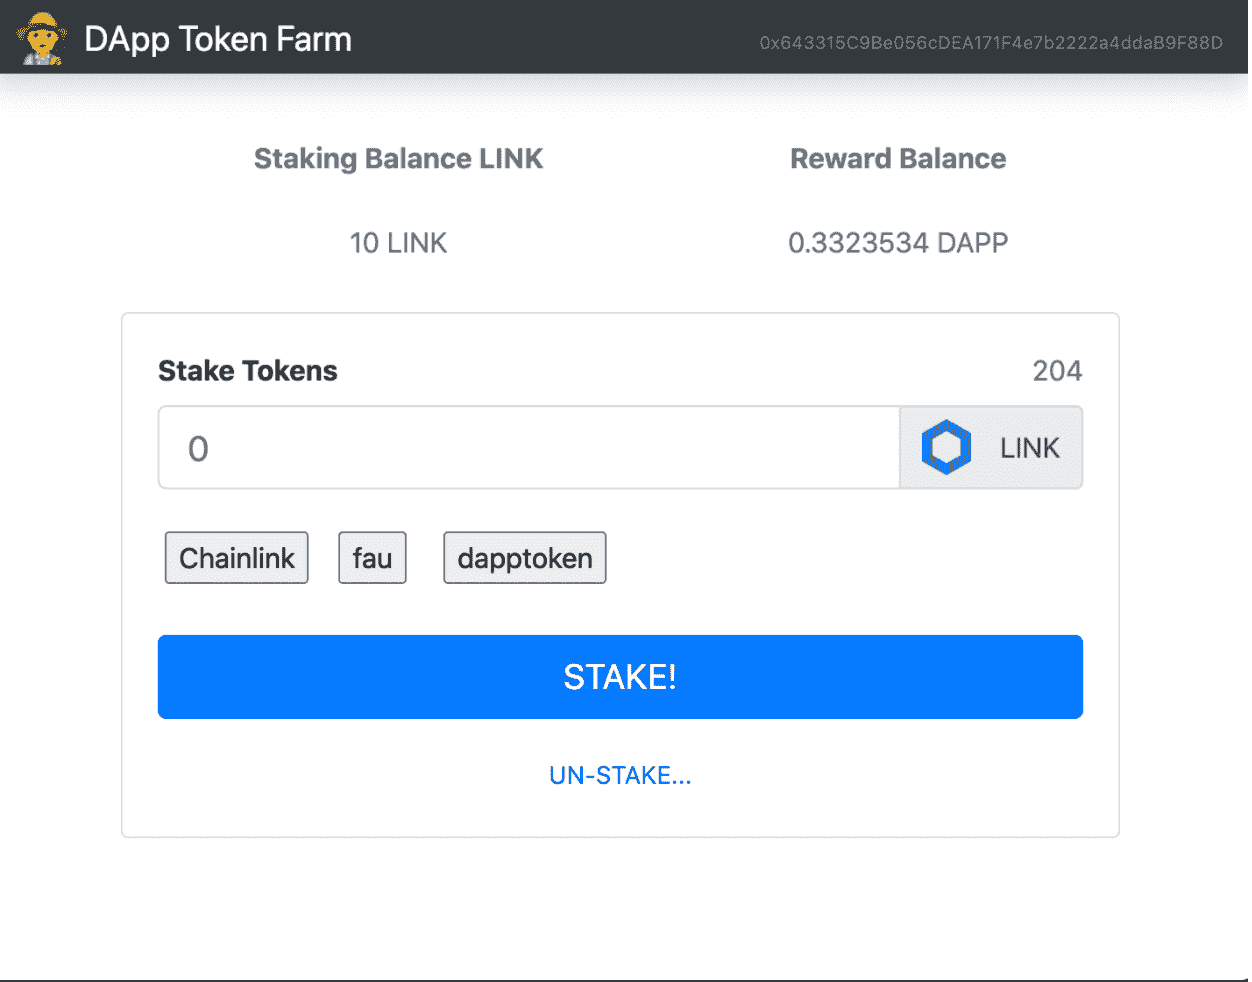 DApp Token Farm
0x643315C9Be056cDEA171F4e7b2222a4ddaB9F88D
Staking Balance LINK
Reward Balance
10 LINK
0.3323534 DAPP
Stake Tokens
204
0
LINK
Chainlink
fau
dapptoken
STAKE!
UN-STAKE...